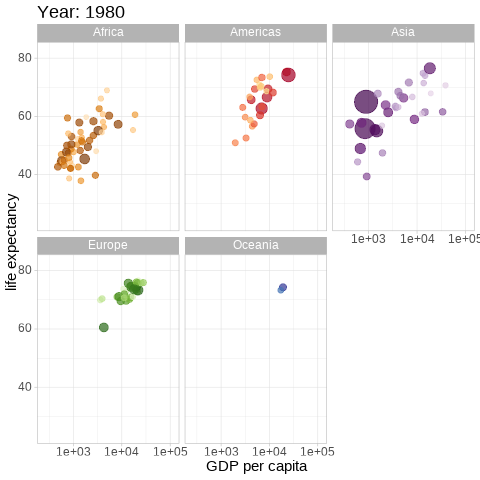 Year: 1980
Africa
Americas
Asia
80
60
40
1e+03
1e+04
1e+05
life expectancy
Europe
Oceania
80
60
40
1e+03
1e+04
1e+05
1e+03
1e+04
1e+05
GDP per capita